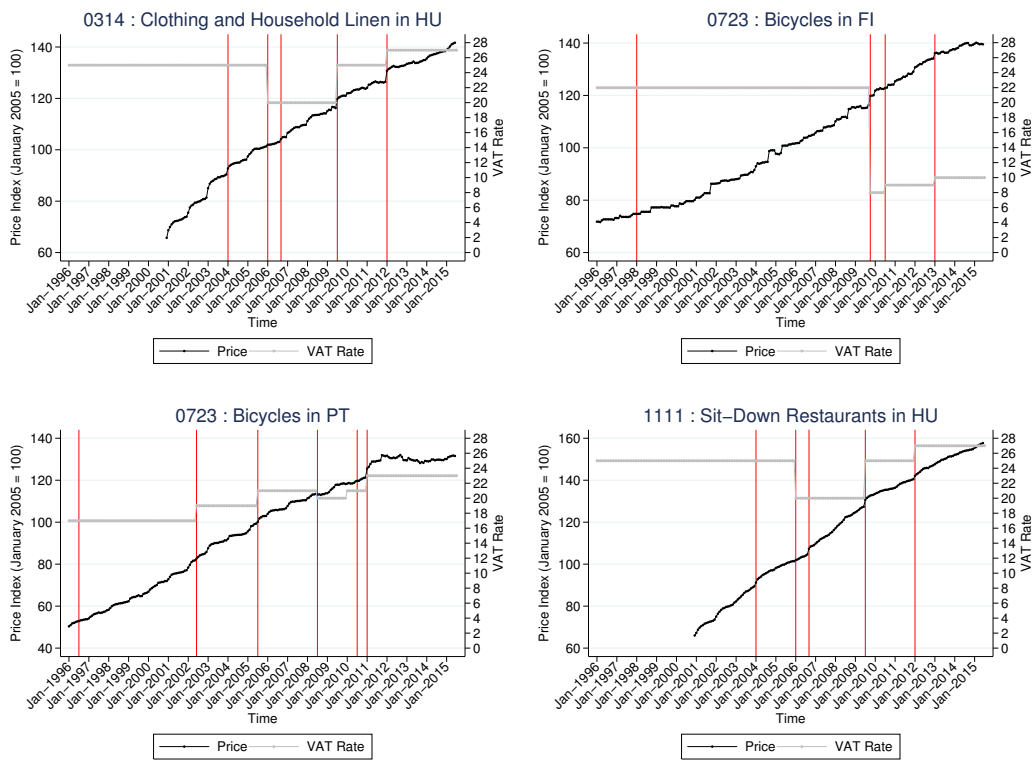 0314 : Clothing and Household Linen in HU
Price Index (January 2005 = 100)
140
120
100
80
60
VAT Rate
28
26
24
22
20
18
16
14
12
10
8
6
4
2
0
Jan−1996
Jan−1997
Jan−1998
Jan−1999
Jan−2000
Jan−2001
Jan−2002
Jan−2003
Jan−2004
Jan−2005
Jan−2006
Jan−2007
Jan−2008
Jan−2009
Jan−2010
Jan−2011
Jan−2012
Jan−2013
Jan−2014
Jan−2015
Time
Price VAT Rate
0723 : Bicycles in FI
Price Index (January 2005 = 100)
140
120
100
80
60
VAT Rate
28
26
24
22
20
18
16
14
12
10
8
6
4
2
0
Jan−1996
Jan−1997
Jan−1998
Jan−1999
Jan−2000
Jan−2001
Jan−2002
Jan−2003
Jan−2004
Jan−2005
Jan−2006
Jan−2007
Jan−2008
Jan−2009
Jan−2010
Jan−2011
Jan−2012
Jan−2013
Jan−2014
Jan−2015
Time
Price VAT Rate
0723 : Bicycles in PT
Price Index (January 2005 = 100)
140
120
100
80
60
40
VAT Rate
28
26
24
22
20
18
16
14
12
10
8
6
4
2
0
Jan−1996
Jan−1997
Jan−1998
Jan−1999
Jan−2000
Jan−2001
Jan−2002
Jan−2003
Jan−2004
Jan−2005
Jan−2006
Jan−2007
Jan−2008
Jan−2009
Jan−2010
Jan−2011
Jan−2012
Jan−2013
Jan−2014
Jan−2015
Time
Price VAT Rate
1111 : Sit−Down Restaurants in HU
Price Index (January 2005 = 100)
160
140
120
100
80
60
VAT Rate
28
26
24
22
20
18
16
14
12
10
8
6
4
2
0
Jan−1996
Jan−1997
Jan−1998
Jan−1999
Jan−2000
Jan−2001
Jan−2002
Jan−2003
Jan−2004
Jan−2005
Jan−2006
Jan−2007
Jan−2008
Jan−2009
Jan−2010
Jan−2011
Jan−2012
Jan−2013
Jan−2014
Jan−2015
Time
Price VAT Rate